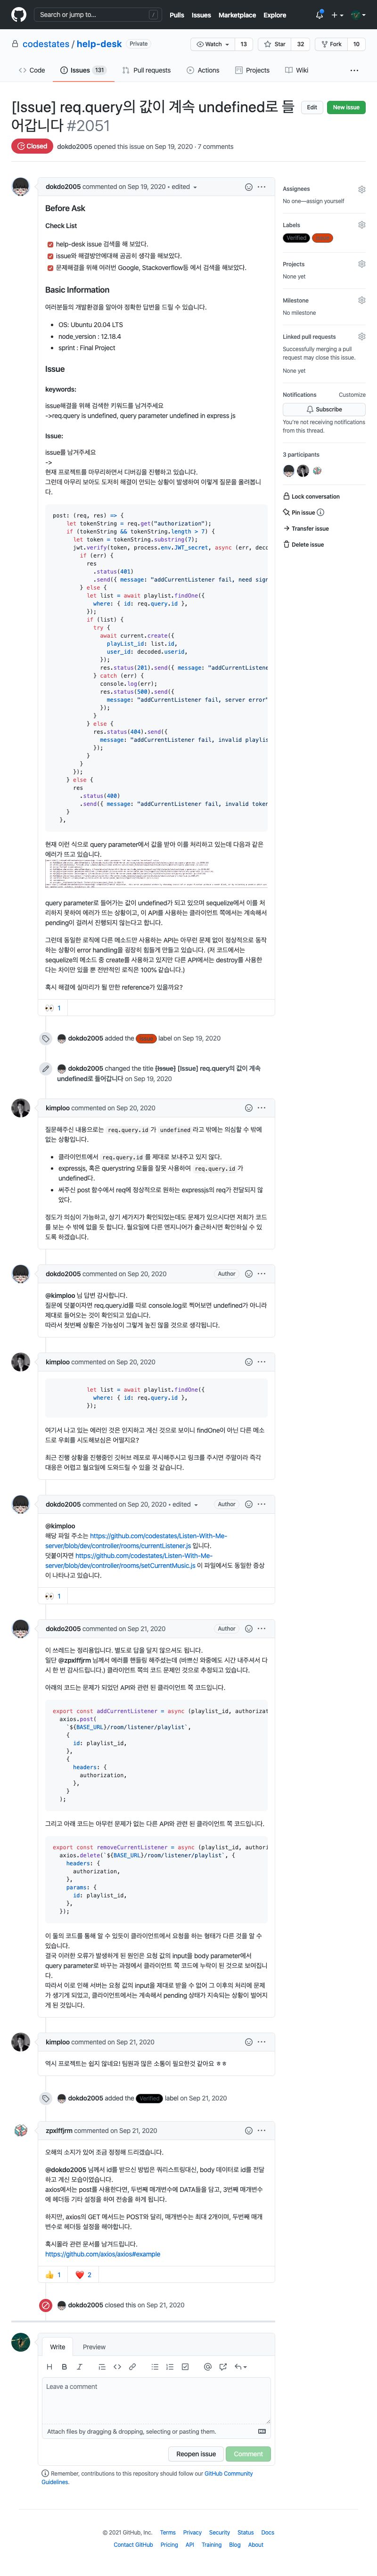 Search or jump to...
/
Pulls Issues Marketplace Explore
codestates / help-desk Private
Watch 13
Star 32
Fork 10
Code
Issues 131
Pull requests
Actions
Projects
Wiki
[Issue] req.query의 값이 계속 undefined로 들
어갑니다 #2051
Edit
New issue
Closed
dokdo2005 opened this issue on Sep 19, 2020 · 7 comments
dokdo2005 commented on Sep 19, 2020 • edited
Before Ask
Check List
help-desk issue 검색을 해 보았다.
issue와 해결방안에대해 곰곰히 생각을 해보았다.
문제해결을 위해 여러번 Google, Stackoverflow등 에서 검색을 해보았다.
Basic Information
여러분들의 개발환경을 알아야 정확한 답변을 드릴 수 있습니다.
OS: Ubuntu 20.04 LTS
node_version : 12.18.4
sprint : Final Project
Issue
keywords:
issue해결을 위해 검색한 키워드를 남겨주세요
->req.query is undefined, query parameter undefined in express js
Issue:
issue를 남겨주세요
->
현재 프로젝트를 마무리하면서 디버깅을 진행하고 있습니다.
그런데 아무리 보아도 도저히 해결이 안되는 상황이 발생하여 이렇게 질문을 올려봅니
다.
post: (req, res) => {
let tokenString = req.get("authorization");
if (tokenString && tokenString.length > 7) {
let token = tokenString.substring(7);
jwt.verify(token, process.env.JWT_secret, async (err, deco
if (err) {
res
.status(401)
.send({ message: "addCurrentListener fail, need sign
} else {
let list = await playlist.findOne({
where: { id: req.query.id },
});
if (list) {
try {
await current.create({
playList_id: list.id,
user_id: decoded.userid,
});
res.status(201).send({ message: "addCurrentListene
} catch (err) {
console.log(err);
res.status(500).send({
message: "addCurrentListener fail, server error"
});
}
} else {
res.status(404).send({
message: "addCurrentListener fail, invalid playlis
});
}
}
});
} else {
res
.status(400)
.send({ message: "addCurrentListener fail, invalid token
}
},
현재 이런 식으로 query parameter에서 값을 받아 이를 처리하고 있는데 다음과 같은
에러가 뜨고 있습니다.
query parameter로 들어가는 값이 undefined가 되고 있으며 sequelize에서 이를 처
리하지 못하여 에러가 뜨는 상황이고, 이 API를 사용하는 클라이언트 쪽에서는 계속해서
pending이 걸려서 진행되지 않는다고 합니다.
그런데 동일한 로직에 다른 메소드만 사용하는 API는 아무런 문제 없이 정상적으로 동작
하는 상황이 error handling을 굉장히 힘들게 만들고 있습니다. (저 코드에서는
sequelize의 메소드 중 create를 사용하고 있지만 다른 API에서는 destroy를 사용한
다는 차이만 있을 뿐 전반적인 로직은 100% 같습니다.)
혹시 해결에 실마리가 될 만한 reference가 있을까요?
👀 1
dokdo2005 added the label on Sep 19, 2020
dokdo2005 changed the title [Issue] [Issue] req.query의 값이 계속
undefined로 들어갑니다 on Sep 19, 2020
kimploo commented on Sep 20, 2020
질문해주신 내용으로는 req.query.id 가 undefined 라고 밖에는 의심할 수 밖에
없는 상황입니다.
클라이언트에서 req.query.id 를 제대로 보내주고 있지 않다.
expressjs, 혹은 querystring 모듈을 잘못 사용하여 req.query.id 가
undefined다.
써주신 post 함수에서 req에 정상적으로 원하는 expressjs의 req가 전달되지 않
았다.
정도가 의심이 가능하고, 상기 세가지가 확인되었는데도 문제가 있으시다면 저희가 코드
를 보는 수 밖에 없을 듯 합니다. 월요일에 다른 엔지니어가 출근하시면 확인하실 수 있
도록 하겠습니다.
dokdo2005 commented on Sep 20, 2020
Author
@kimploo 님 답변 감사합니다.
질문에 덧붙이자면 req.query.id를 따로 console.log로 찍어보면 undefined가 아니라
제대로 들어오는 것이 확인되고 있습니다.
따라서 첫번째 상황은 가능성이 그렇게 높진 않을 것으로 생각됩니다.
kimploo commented on Sep 20, 2020
let list = await playlist.findOne({
where: { id: req.query.id },
});
여기서 나고 있는 에러인 것은 인지하고 계신 것으로 보이니 findOne이 아닌 다른 메소
드로 우회를 시도해보심은 어떨지요?
최근 진행 상황을 진행중인 깃허브 레포로 푸시해주시고 링크를 주시면 주말이라 즉각
대응은 어렵고 월요일에 도와드릴 수 있을 것 같습니다.
dokdo2005 commented on Sep 20, 2020 • edited
Author
@kimploo
해당 파일 주소는 https://github.com/codestates/Listen-With-Me-
server/blob/dev/controller/rooms/currentListener.js 입니다.
덧붙이자면 https://github.com/codestates/Listen-With-Me-
server/blob/dev/controller/rooms/setCurrentMusic.js 이 파일에서도 동일한 증상
이 나타나고 있습니다.
👀 1
dokdo2005 commented on Sep 21, 2020
Author
이 쓰레드는 정리용입니다. 별도로 답을 달지 않으셔도 됩니다.
일단 @zpxlffjrm 님께서 에러를 핸들링 해주셨는데 (바쁘신 와중에도 시간 내주셔서 다
시 한 번 감사드립니다.) 클라이언트 쪽의 코드 문제인 것으로 추정되고 있습니다.
아래의 코드는 문제가 되었던 API와 관련 된 클라이언트 쪽 코드입니다.
export const addCurrentListener = async (playlist_id, authorizat
axios.post(
`${BASE_URL}/room/listener/playlist`,
{
id: playlist_id,
},
{
headers: {
authorization,
},
}
);
그리고 아래 코드는 아무런 문제가 없는 다른 API와 관련 된 클라이언트 쪽 코드입니다.
export const removeCurrentListener = async (playlist_id, authori
axios.delete(`${BASE_URL}/room/listener/playlist`, {
headers: {
authorization,
},
params: {
id: playlist_id,
},
});
이 둘의 코드를 통해 알 수 있듯이 클라이언트에서 요청을 하는 형태가 다른 것을 알 수
있습니다.
결국 이러한 오류가 발생하게 된 원인은 요청 값의 input을 body parameter에서
query parameter로 바꾸는 과정에서 클라이언트 쪽 코드에 누락이 된 것으로 보여집니
다.
따라서 이로 인해 서버는 요청 값의 input을 제대로 받을 수 없어 그 이후의 처리에 문제
가 생기게 되었고, 클라이언트에서는 계속해서 pending 상태가 지속되는 상황이 벌어지
게 된 것입니다.
kimploo commented on Sep 21, 2020
역시 프로젝트는 쉽지 않네요! 팀원과 많은 소통이 필요한것 같아요 ㅎㅎ
dokdo2005 added the Verified label on Sep 21, 2020
zpxlffjrm commented on Sep 21, 2020
오해의 소지가 있어 조금 정정해 드리겠습니다.
@dokdo2005 님께서 id를 받으신 방법은 쿼리스트링대신, body 데이터로 id를 전달
하고 계신 모습이었습니다.
axios에서는 post를 사용한다면, 두번째 매개변수에 DATA들을 담고, 3번째 매개변수
에 헤더등 기타 설정을 하여 전송을 하게 됩니다.
하지만, axios의 GET 메서드는 POST와 달리, 매개변수는 최대 2개이며, 두번째 매개
변수로 헤더등 설정을 해야합니다.
혹시몰라 관련 문서를 남겨드립니다.
https://github.com/axios/axios#example
👍 1
❤️ 2
dokdo2005 closed this on Sep 21, 2020
Write
Preview
Leave a comment
Attach files by dragging & dropping, selecting or pasting them.
Reopen issue
Comment
Remember, contributions to this repository should follow our GitHub Community
Guidelines.
Assignees
No one—assign yourself
Labels
Verified
Projects
None yet
Milestone
No milestone
Linked pull requests
Successfully merging a pull
request may close this issue.
None yet
Notifications
Customize
Subscribe
You're not receiving notifications
from this thread.
3 participants
Lock conversation
Pin issue
Transfer issue
Delete issue
© 2021 GitHub, Inc. Terms Privacy Security Status Docs
Contact GitHub Pricing API Training Blog About